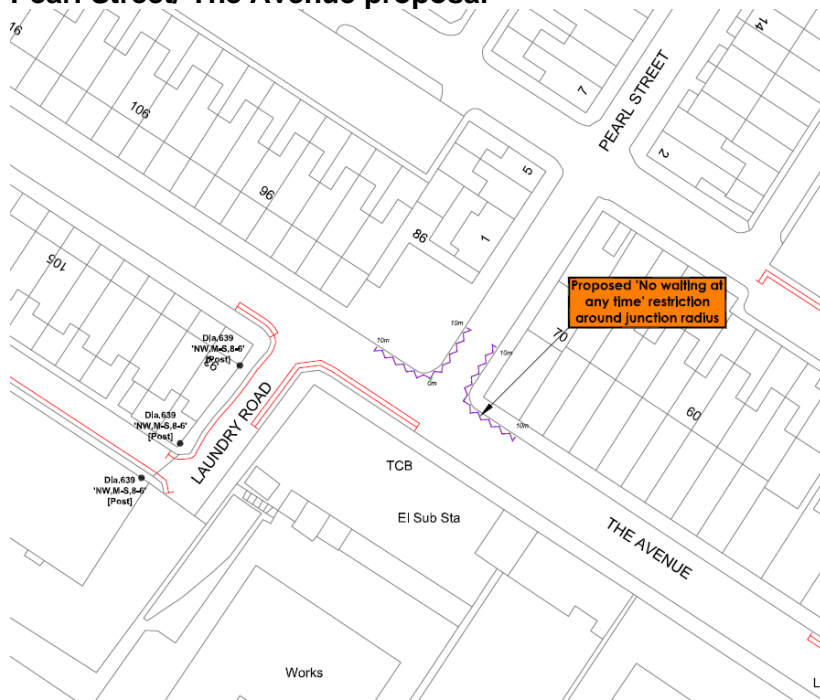 Pearl Street/ The Avenue proposal
16
106
96
86
5
1
7
PEARL STREET
14
2
105
Dia.639
'NW,M-S,8-6'
[Post]
95
Dia.639
'NW,M-S,8-6'
[Post]
Dia.639
'NW,M-S,8-6'
[Post]
LAUNDRY ROAD
10m
10m
0m
10m
10m
Proposed 'No waiting at
any time' restriction
around junction radius
70
60
TCB
El Sub Sta
THE AVENUE
Works
L